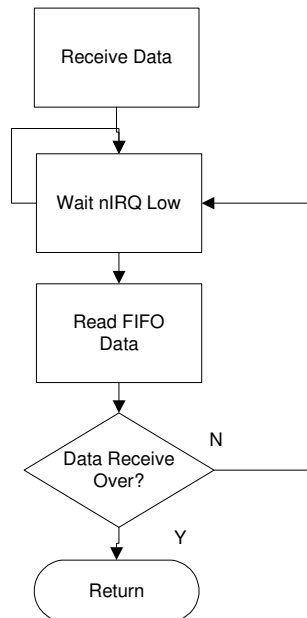 Receive Data
Wait nIRQ Low
Read FIFO
Data
Data Receive
Over?
N
Y
Return